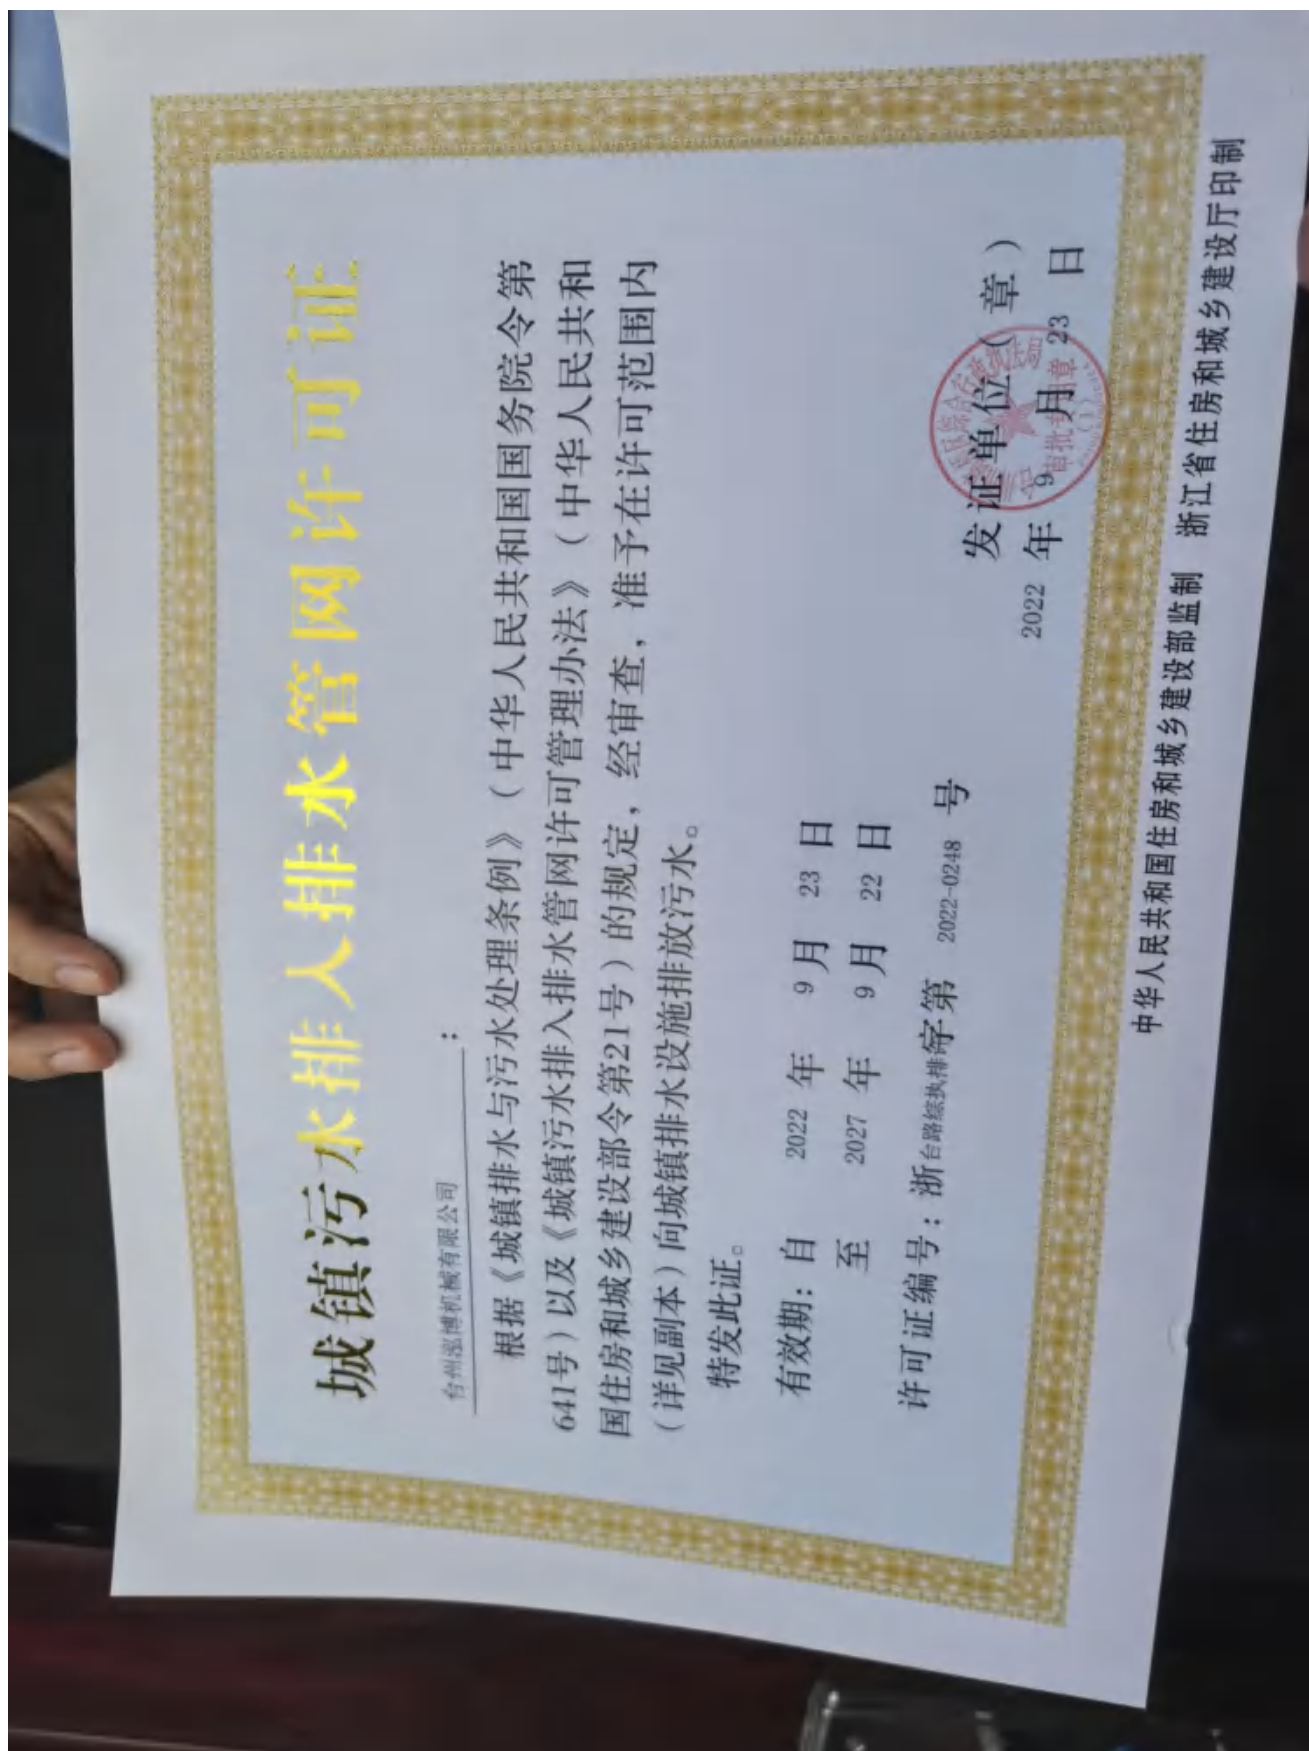 城镇污水排入排水管网许可证
台州泓博机械有限公司：
根据《城镇排水与污水处理条例》（中华人民共和国国务院令第
641号）以及《城镇污水排入排水管网许可管理办法》（中华人民共和
国住房和城乡建设部令第21号）的规定，经审查，准予在许可范围内
（详见副本）向城镇排水设施排放污水。
特发此证。
有效期：自 2022 年 9 月 23 日
至 2027 年 9 月 22 日
许可证编号：浙台路综执排字第 2022-0248 号
发证单位（章）
2022 年 9 月 23 日
审批专用章
（1）
中华人民共和国住房和城乡建设部监制 浙江省住房和城乡建设厅印制